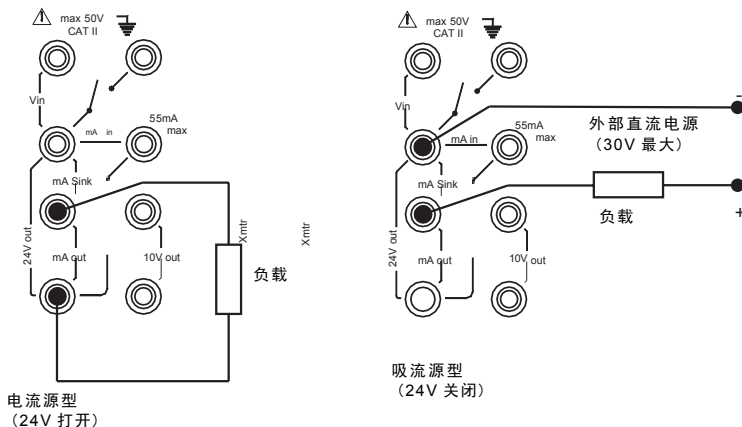 max 50V
CAT II
Vin
mA in
55mA
max
mA Sink
24V out
mA out
10V out
Xmtr
Xmtr
负载
电流源型
（24V 打开）
max 50V
CAT II
Vin
mA in
55mA
max
外部直流电源
（30V 最大）
-
mA Sink
负载
+
24V out
mA out
10V out
吸流源型
（24V 关闭）